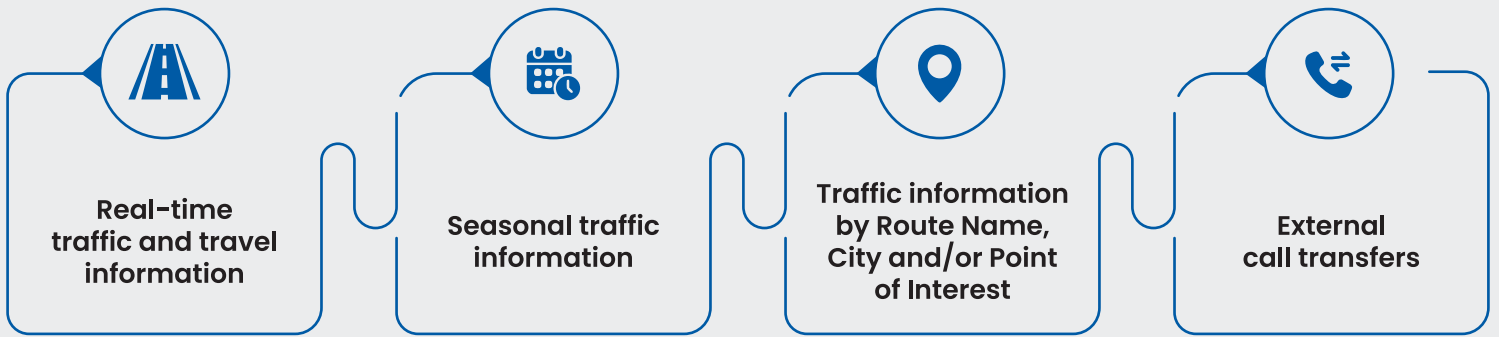 Real-time
traffic and travel
information
Seasonal traffic
information
Traffic information
by Route Name,
City and/or Point
of Interest
External
call transfers